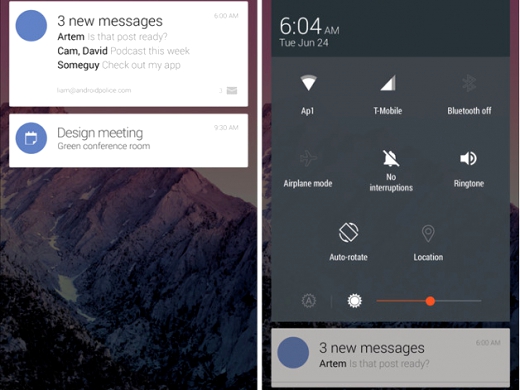 3 new messages
6:00 AM
Artem Is that post ready?
Cam, David Podcast this week
Someguy Check out my app
liam@androidpolice.com
3
Design meeting
9:30 AM
Green conference room
6:04 AM
Tue Jun 24
Ap1
T-Mobile
Bluetooth off
Airplane mode
No
interruptions
Ringtone
Auto-rotate
Location
A
3 new messages
6:00 AM
Artem Is that post ready?